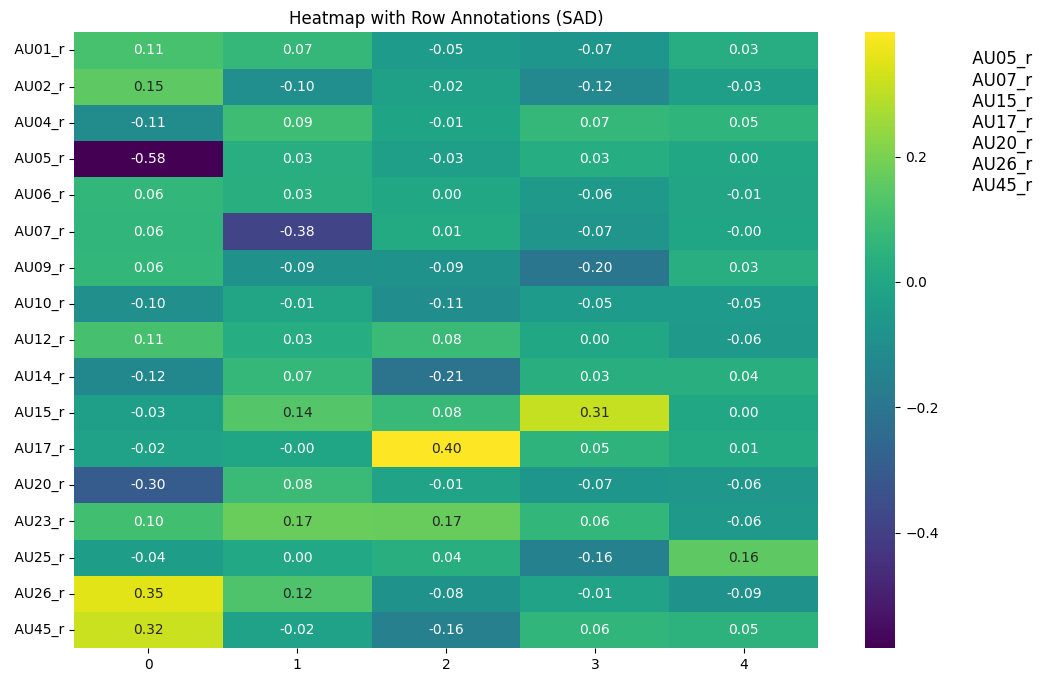 Heatmap with Row Annotations (SAD)
AU01_r 0.11 0.07 -0.05 -0.07 0.03
AU02_r 0.15 -0.10 -0.02 -0.12 -0.03
AU04_r -0.11 0.09 -0.01 0.07 0.05
AU05_r -0.58 0.03 -0.03 0.03 0.00
AU06_r 0.06 0.03 0.00 -0.06 -0.01
AU07_r 0.06 -0.38 0.01 -0.07 -0.00
AU09_r 0.06 -0.09 -0.09 -0.20 0.03
AU10_r -0.10 -0.01 -0.11 -0.05 -0.05
AU12_r 0.11 0.03 0.08 0.00 -0.06
AU14_r -0.12 0.07 -0.21 0.03 0.04
AU15_r -0.03 0.14 0.08 0.31 0.00
AU17_r -0.02 -0.00 0.40 0.05 0.01
AU20_r -0.30 0.08 -0.01 -0.07 -0.06
AU23_r 0.10 0.17 0.17 0.06 -0.06
AU25_r -0.04 0.00 0.04 -0.16 0.16
AU26_r 0.35 0.12 -0.08 -0.01 -0.09
AU45_r 0.32 -0.02 -0.16 0.06 0.05
0 1 2 3 4
0.2
0.0
−0.2
−0.4
AU05_r
AU07_r
AU15_r
AU17_r
AU20_r
AU26_r
AU45_r